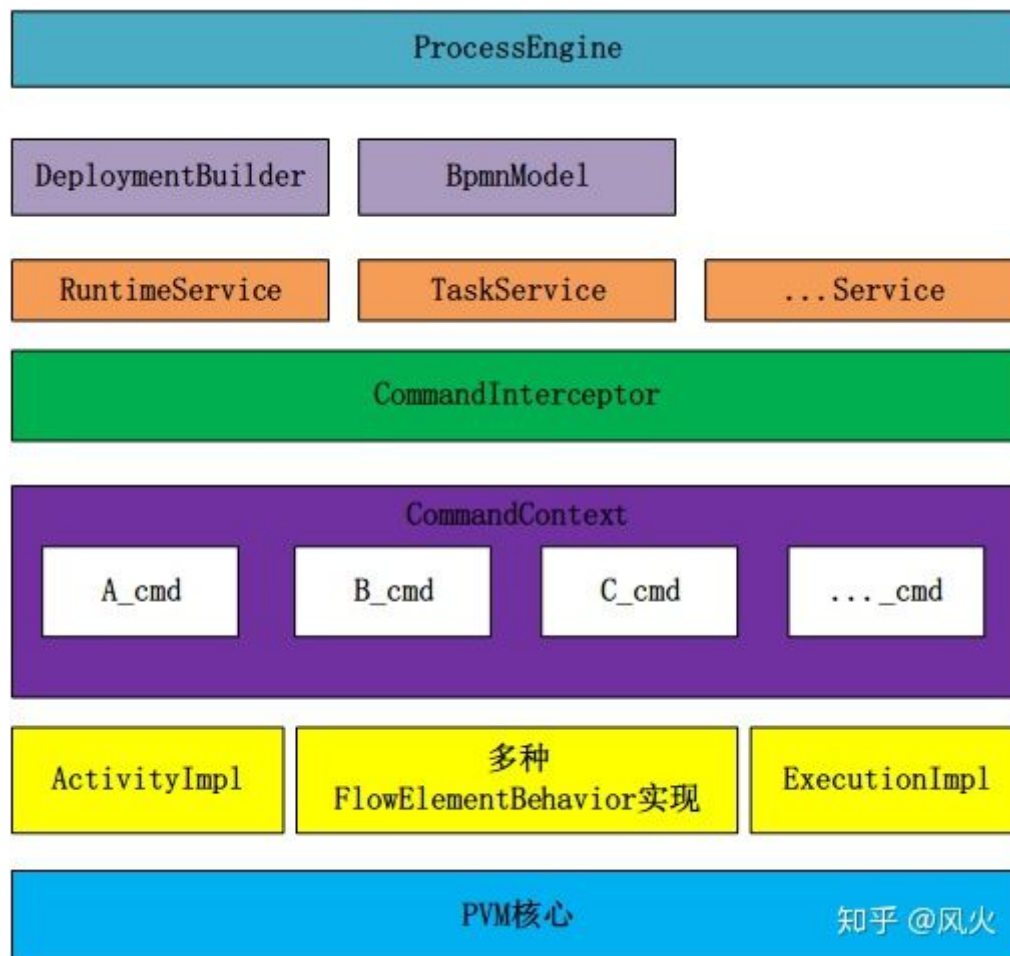 ProcessEngine
DeploymentBuilder
BpmnModel
RuntimeService
TaskService
...Service
CommandInterceptor
CommandContext
A_cmd
B_cmd
C_cmd
..._cmd
ActivityImpl
多种
FlowElementBehavior实现
ExecutionImpl
PVM核心
知乎 @风火